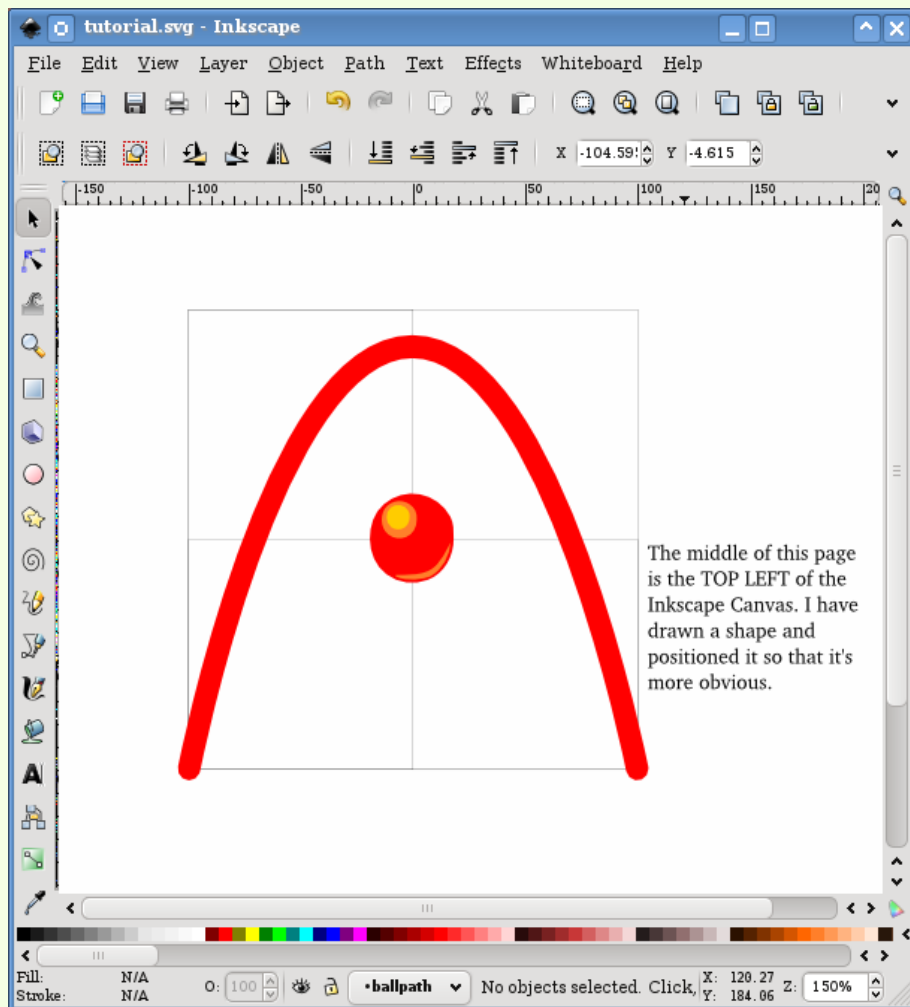 tutorial.svg - Inkscape
File Edit View Layer Object Path Text Effects Whiteboard Help
X -104.59 Y -4.615
-150 -100 -50 0 50 100 150 20
The middle of this page
is the TOP LEFT of the
Inkscape Canvas. I have
drawn a shape and
positioned it so that it's
more obvious.
Fill: N/A
Stroke: N/A
O: 100
•ballpath
No objects selected. Click,
X: 120.27
Y: 184.06
Z: 150%